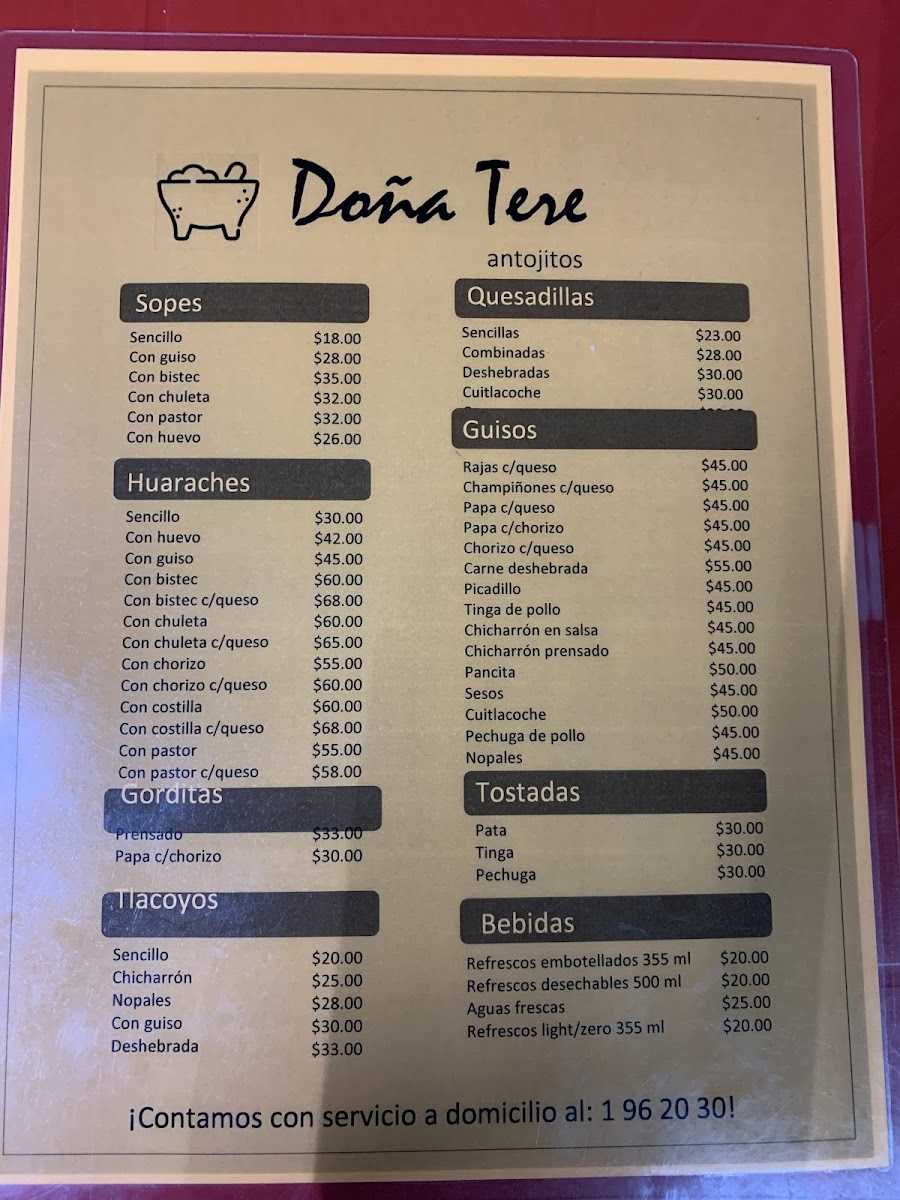 Doña Tere
antojitos
Sopes
Sencillo $18.00
Con guiso $28.00
Con bistec $35.00
Con chuleta $32.00
Con pastor $32.00
Con huevo $26.00
Huaraches
Sencillo $30.00
Con huevo $42.00
Con guiso $45.00
Con bistec $60.00
Con bistec c/queso $68.00
Con chuleta $60.00
Con chuleta c/queso $65.00
Con chorizo $55.00
Con chorizo c/queso $60.00
Con costilla $60.00
Con costilla c/queso $68.00
Con pastor $55.00
Con pastor c/queso $58.00
Gorditas
Prensado $33.00
Papa c/chorizo $30.00
Tlacoyos
Sencillo $20.00
Chicharrón $25.00
Nopales $28.00
Con guiso $30.00
Deshebrada $33.00
Quesadillas
Sencillas $23.00
Combinadas $28.00
Deshebradas $30.00
Cuitlacoche $30.00
Guisos
Rajas c/queso $45.00
Champiñones c/queso $45.00
Papa c/queso $45.00
Papa c/chorizo $45.00
Chorizo c/queso $45.00
Carne deshebrada $55.00
Picadillo $45.00
Tinga de pollo $45.00
Chicharrón en salsa $45.00
Chicharrón prensado $45.00
Pancita $50.00
Sesos $45.00
Cuitlacoche $50.00
Pechuga de pollo $45.00
Nopales $45.00
Tostadas
Pata $30.00
Tinga $30.00
Pechuga $30.00
Bebidas
Refrescos embotellados 355 ml $20.00
Refrescos desechables 500 ml $20.00
Aguas frescas $25.00
Refrescos light/zero 355 ml $20.00
¡Contamos con servicio a domicilio al: 1 96 20 30!